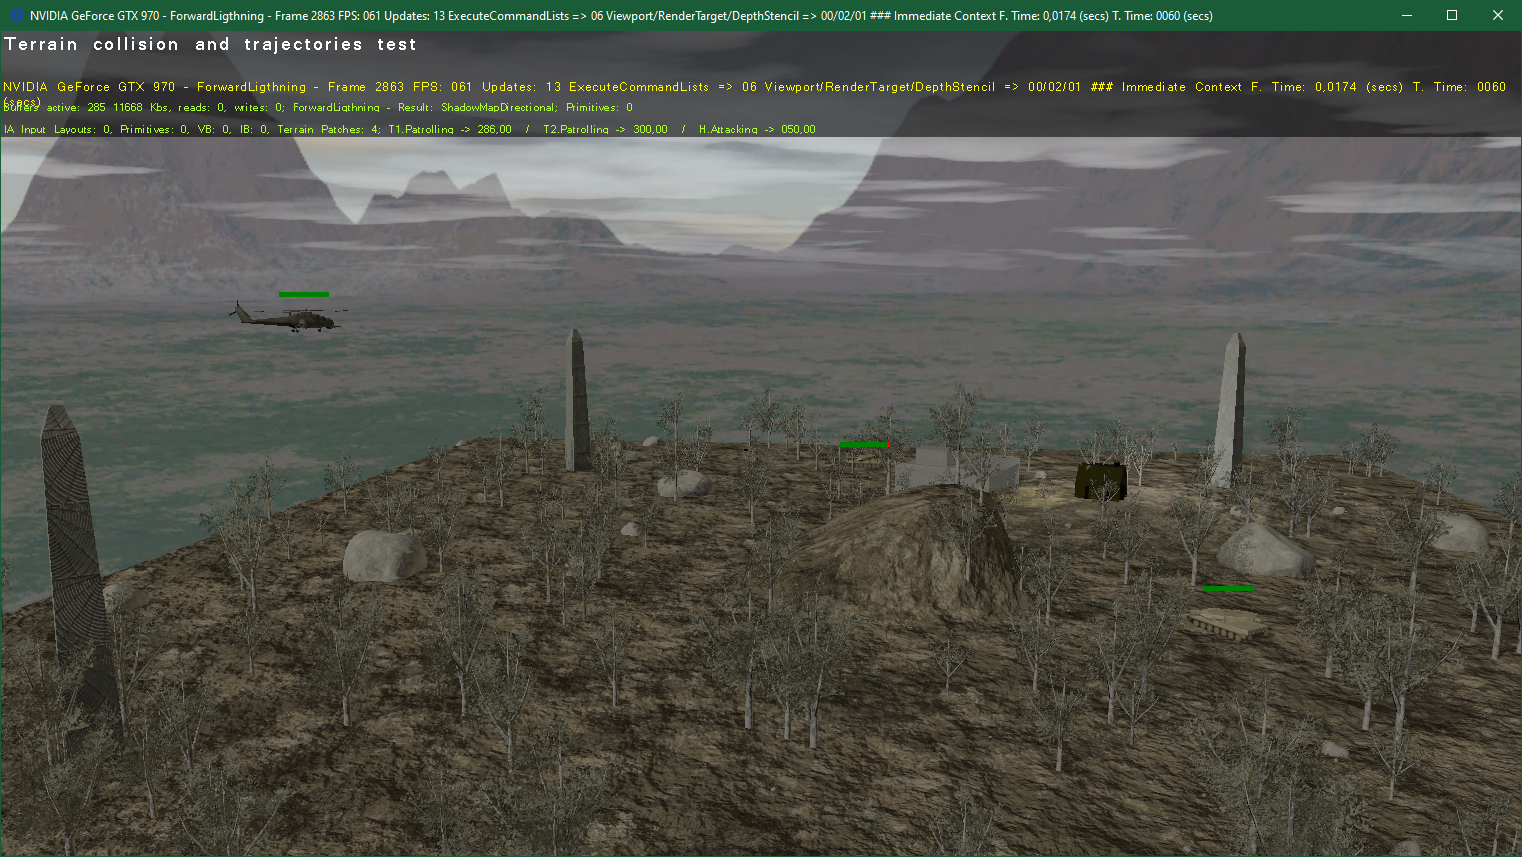 NVIDIA GeForce GTX 970 - ForwardLigthning - Frame 2863 FPS: 061 Updates: 13 ExecuteCommandLists => 06 Viewport/RenderTarget/DepthStencil => 00/02/01 ### Immediate Context F. Time: 0,0174 (secs) T. Time: 0060 (secs)
Terrain collision and trajectories test
NVIDIA GeForce GTX 970 - ForwardLigthning - Frame 2863 FPS: 061 Updates: 13 ExecuteCommandLists => 06 Viewport/RenderTarget/DepthStencil => 00/02/01 ### Immediate Context F. Time: 0,0174 (secs) T. Time: 0060
(secs)
Buffers active: 285 11668 Kbs, reads: 0, writes: 0; ForwardLigthning - Result: ShadowMapDirectional; Primitives: 0
IA Input Layouts: 0, Primitives: 0, VB: 0, IB: 0, Terrain Patches: 4; T1.Patrolling -> 286,00 / T2.Patrolling -> 300,00 / H.Attacking -> 050,00